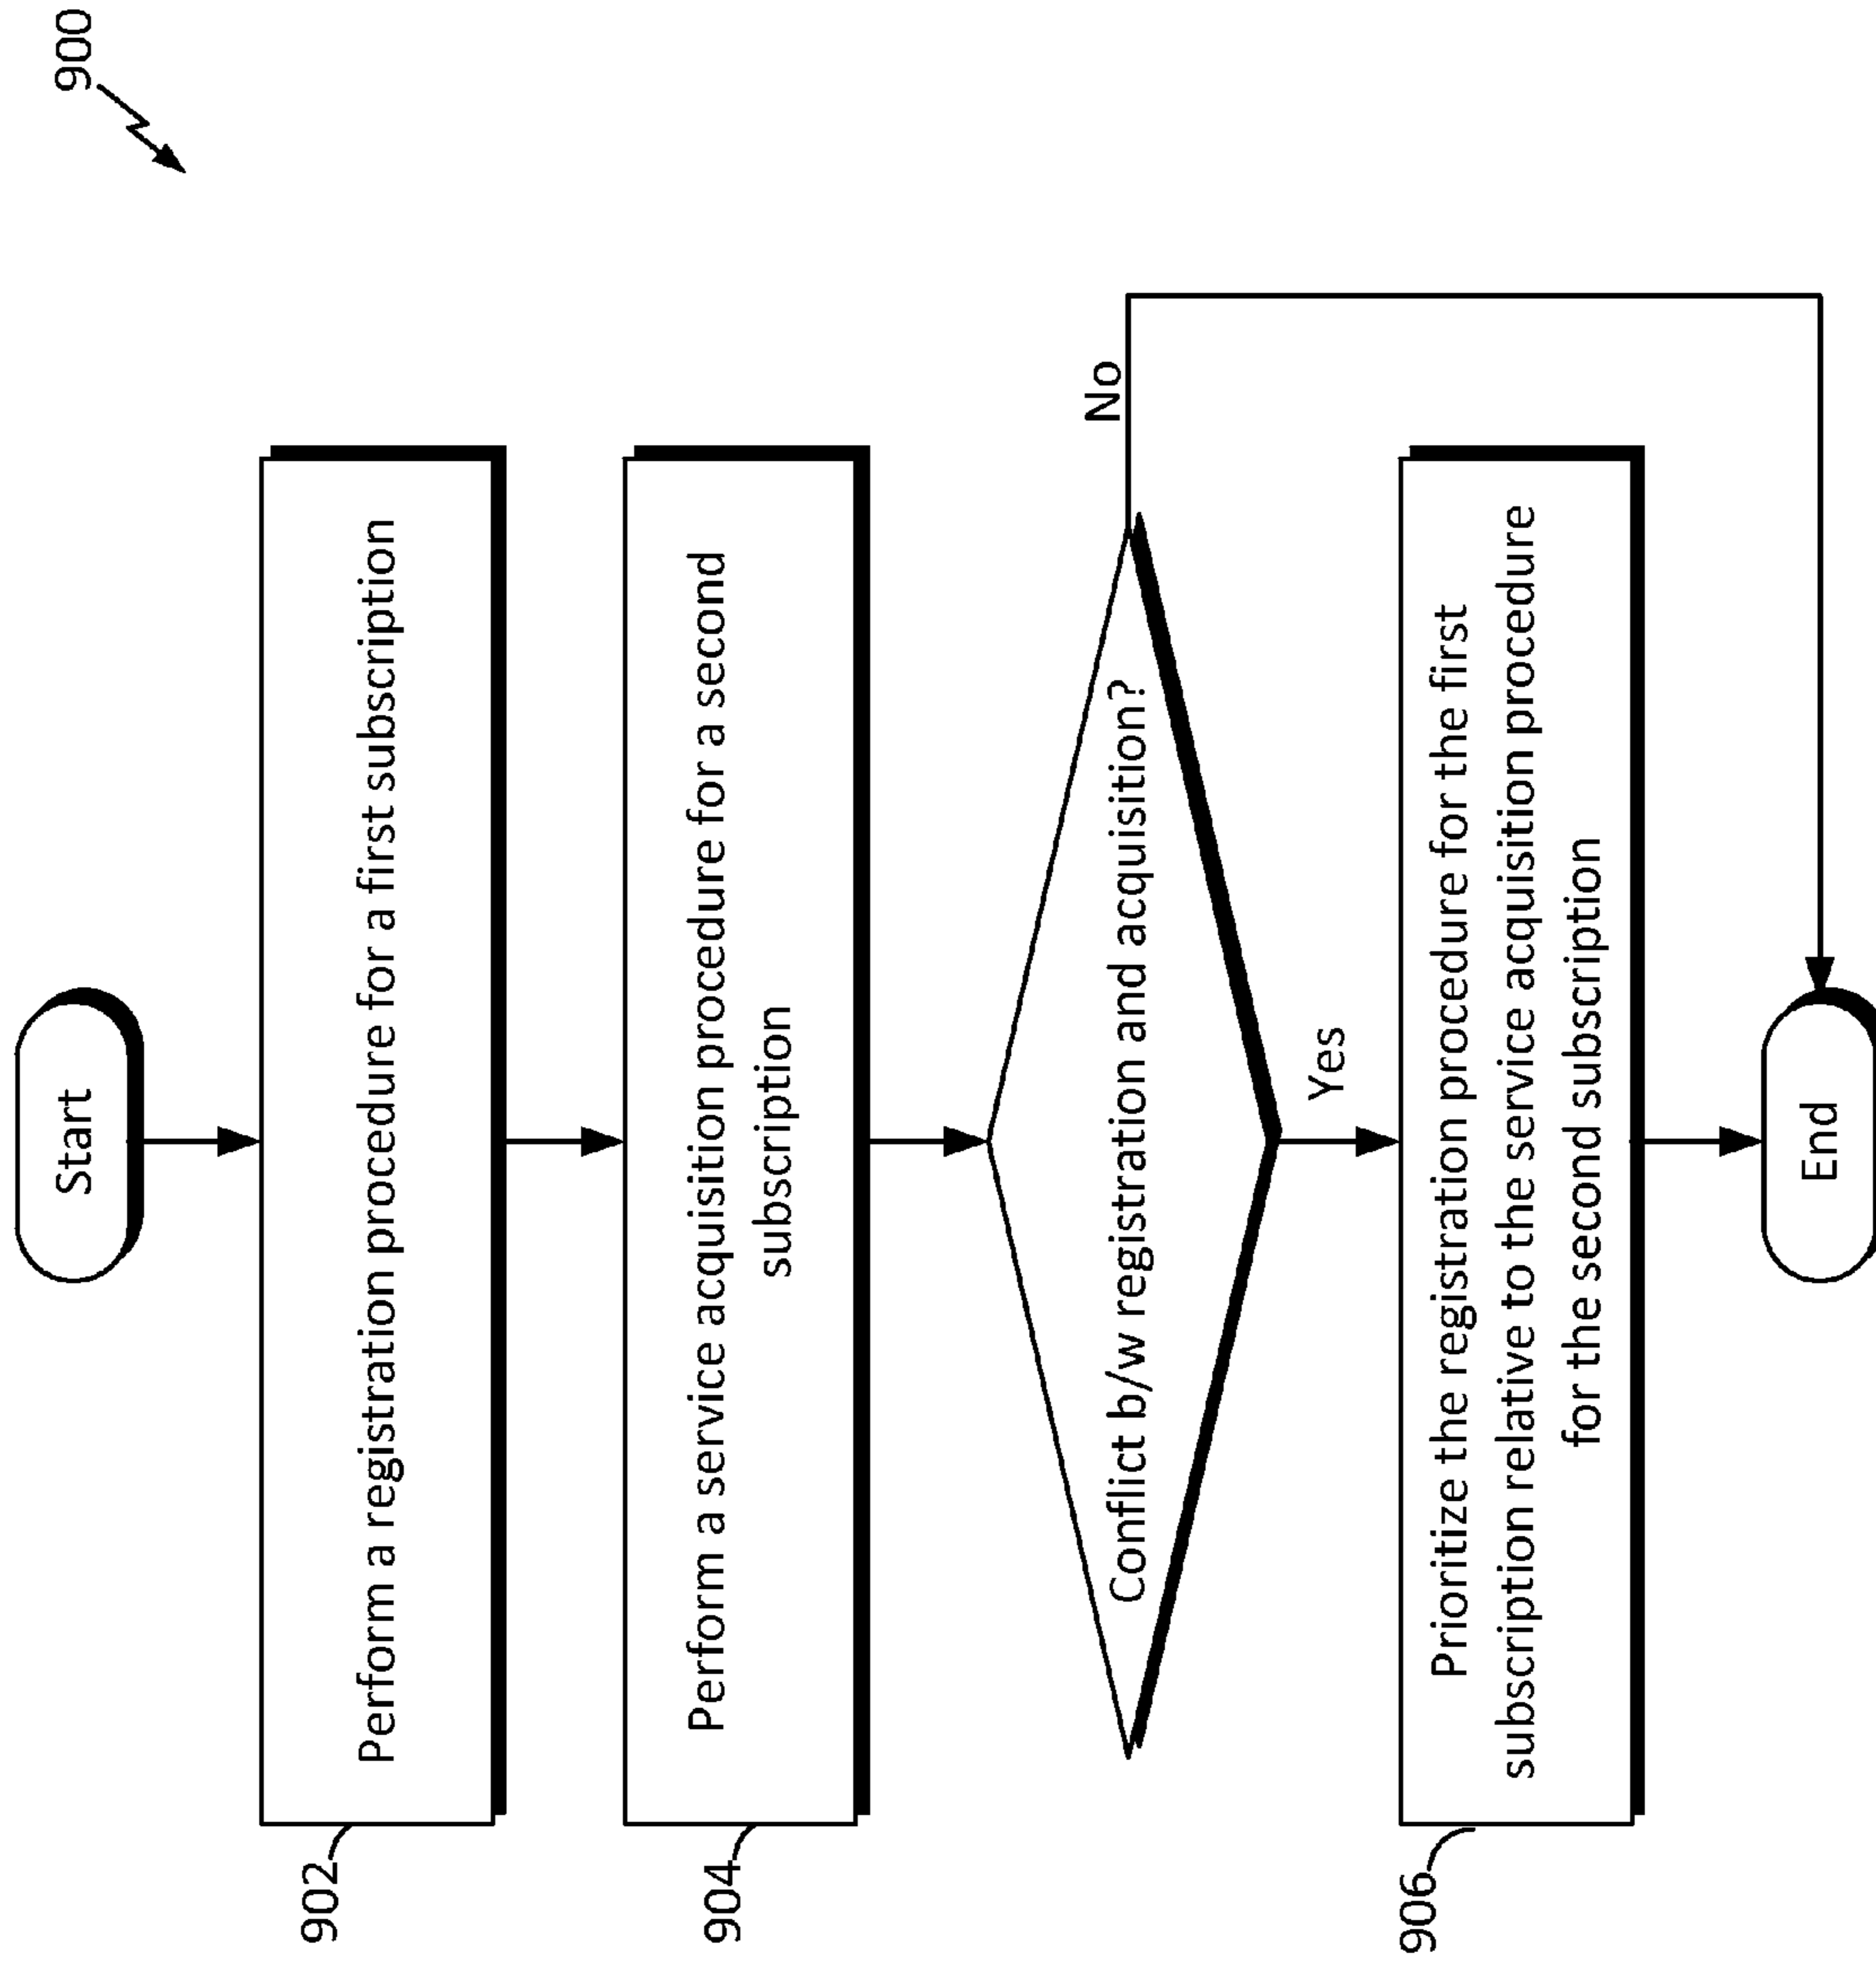 900
Start
902
Perform a registration procedure for a first subscription
904
Perform a service acquisition procedure for a second
subscription
Conflict b/w registration and acquisition?
No
Yes
906
Prioritize the registration procedure for the first
subscription relative to the service acquisition procedure
for the second subscription
End